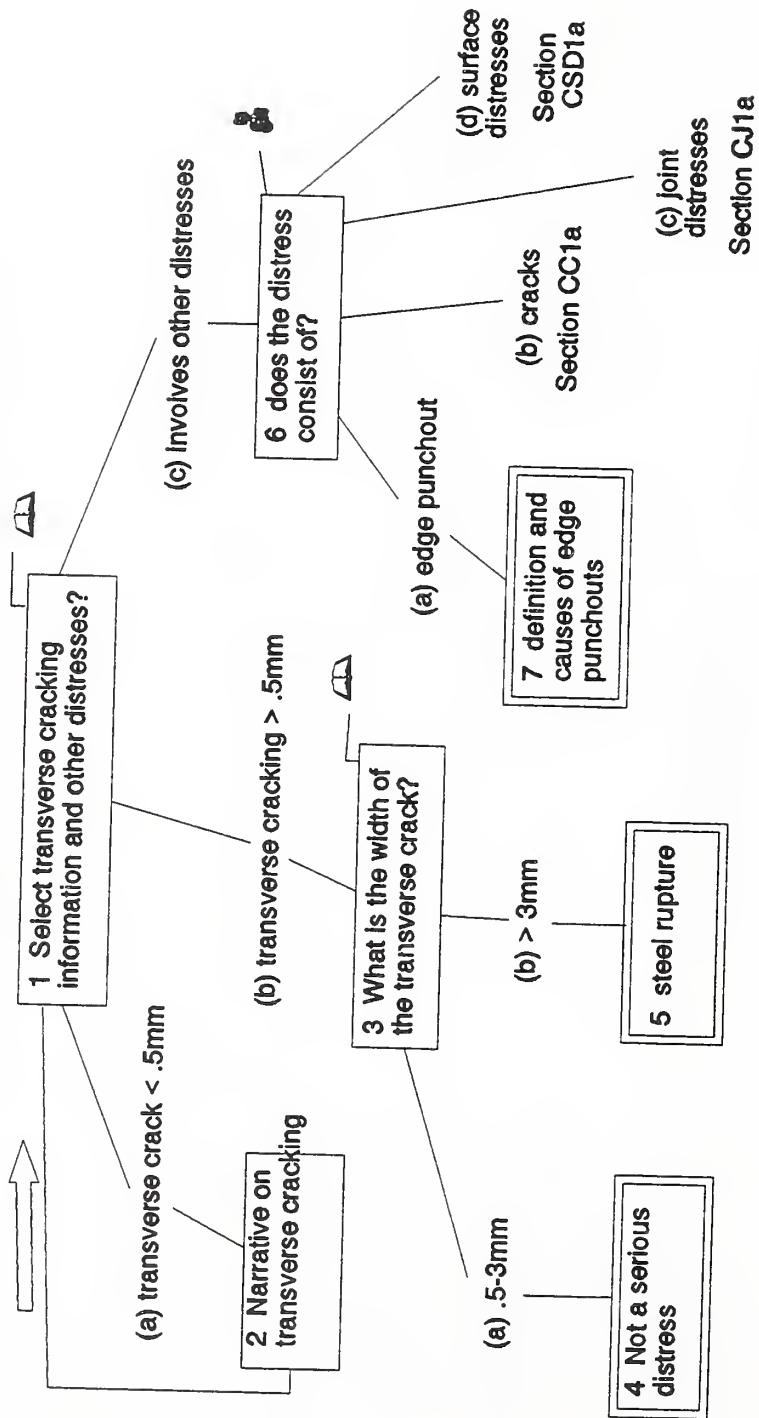 1 Select transverse cracking
information and other distresses?
(a) transverse crack < .5mm
2 Narrative on
transverse cracking
(b) transverse cracking > .5mm
3 What is the width of
the transverse crack?
(a) .5-3mm
4 Not a serious
distress
(b) > 3mm
5 steel rupture
(c) involves other distresses
6 does the distress
consist of?
(a) edge punchout
7 definition and
causes of edge
punchouts
(b) cracks
Section CC1a
(c) joint
distresses
Section CJ1a
(d) surface
distresses
Section
CSD1a